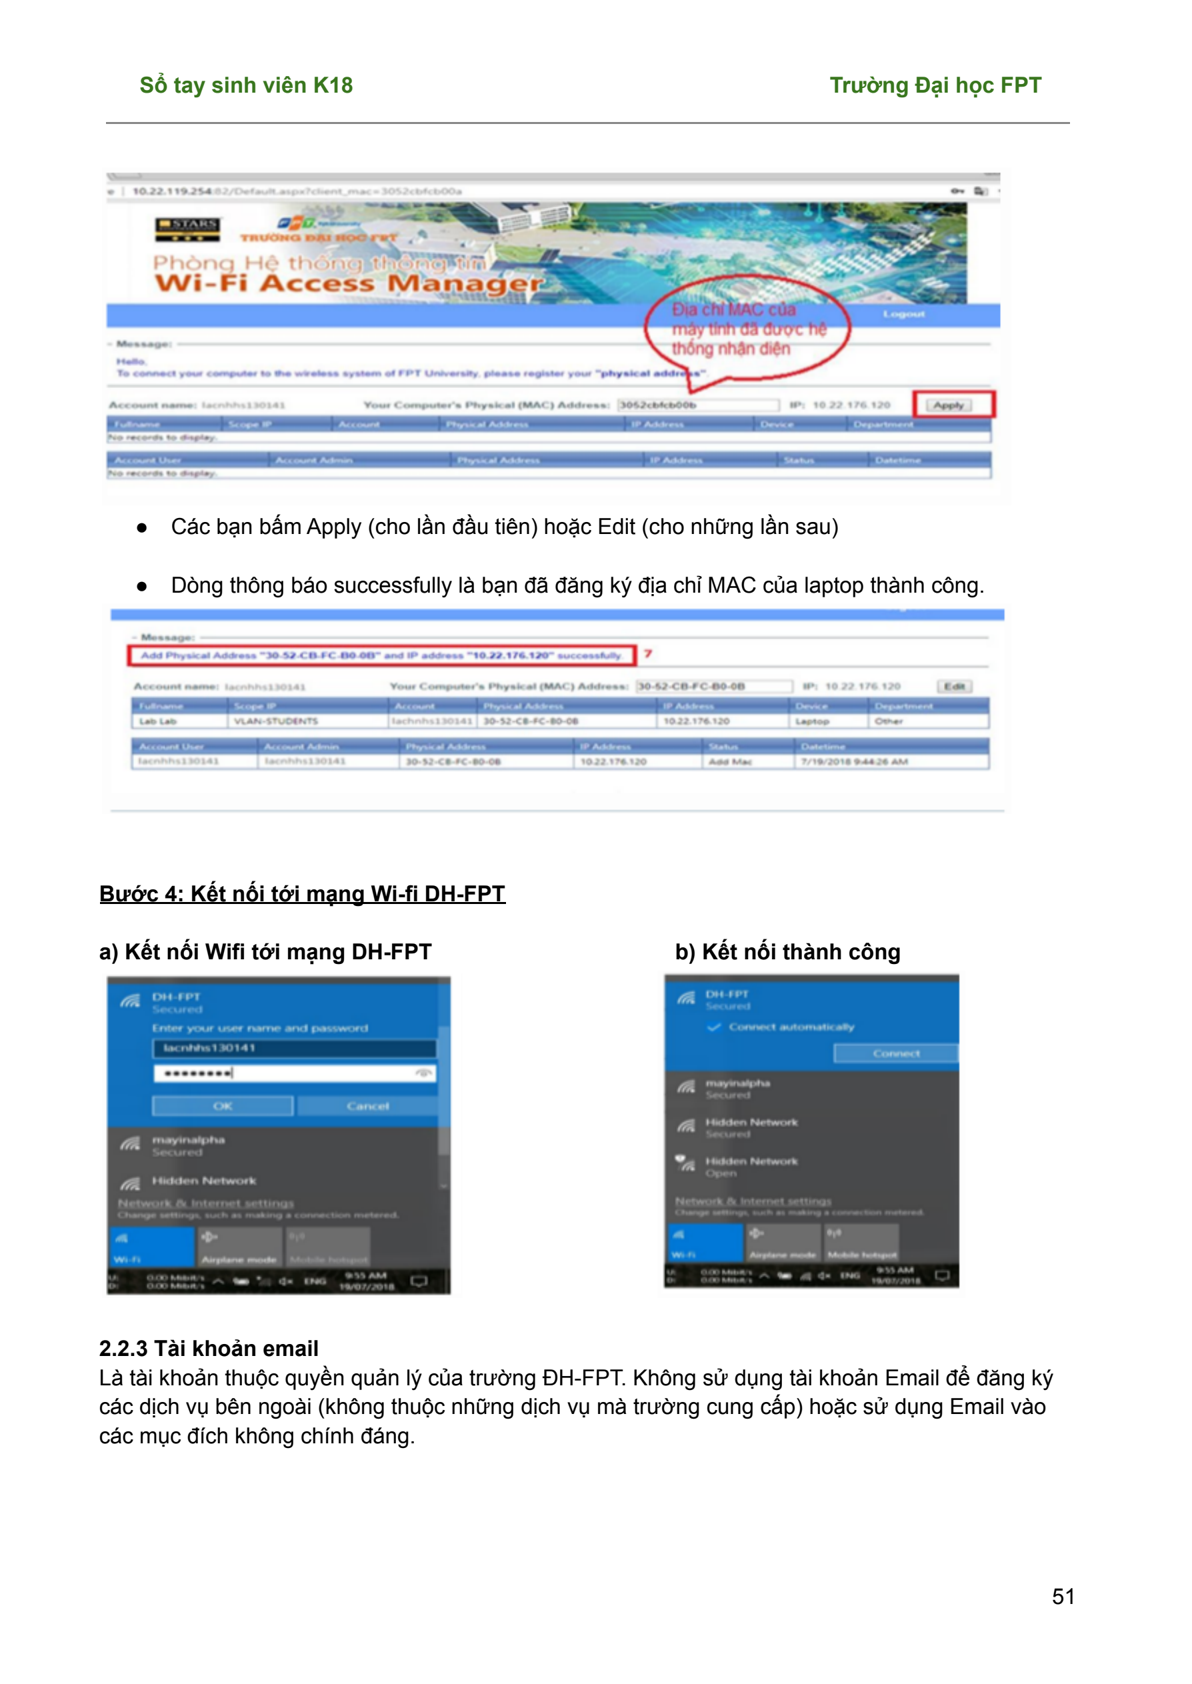 Sổ tay sinh viên K18 Trường Đại học FPT
10.22.119.254:82/Default.aspx?client_mac=3052cbfcb00a
STARS
TRƯỜNG ĐẠI HỌC FPT
Phòng Hệ thống thông tin
Wi-Fi Access Manager
Địa chỉ MAC của
máy tính đã được hệ
thống nhận diện
Logout
Message:
Hello,
To connect your computer to the wireless system of FPT University, please register your "physical address".
Account name: lacnhhs130141 Your Computer's Physical (MAC) Address: 3052cbfcb00b IP: 10.22.176.120 Apply
Fullname Scope IP Account Physical Address IP Address Device Department
No records to display.
Account User Account Admin Physical Address IP Address Status Datetime
No records to display.
● Các bạn bấm Apply (cho lần đầu tiên) hoặc Edit (cho những lần sau)
● Dòng thông báo successfully là bạn đã đăng ký địa chỉ MAC của laptop thành công.
Message:
Add Physical Address "30-52-CB-FC-B0-0B" and IP address "10.22.176.120" successfully. 7
Account name: lacnhhs130141 Your Computer's Physical (MAC) Address: 30-52-CB-FC-B0-0B IP: 10.22.176.120 Edit
Fullname Scope IP Account Physical Address IP Address Device Department
Lab Lab VLAN-STUDENTS lacnhhs130141 30-52-CB-FC-B0-0B 10.22.176.120 Laptop Other
Account User Account Admin Physical Address IP Address Status Datetime
lacnhhs130141 lacnhhs130141 30-52-CB-FC-B0-0B 10.22.176.120 Add Mac 7/19/2018 9:44:26 AM
Bước 4: Kết nối tới mạng Wi-fi DH-FPT
a) Kết nối Wifi tới mạng DH-FPT b) Kết nối thành công
DH-FPT
Secured
Enter your user name and password
lacnhhs130141
OK Cancel
mayinalpha
Secured
Hidden Network
Network & Internet settings
Change settings, such as making a connection metered.
Wi-Fi Airplane mode Mobile hotspot
U: 0.00 Mibit/s
D: 0.00 Mibit/s
ENG
9:55 AM
19/07/2018
DH-FPT
Secured
Connect automatically
Connect
mayinalpha
Secured
Hidden Network
Secured
Hidden Network
Open
Network & Internet settings
Change settings, such as making a connection metered.
Wi-Fi Airplane mode Mobile hotspot
U: 0.00 Mibit/s
D: 0.00 Mibit/s
ENG
9:55 AM
19/07/2018
2.2.3 Tài khoản email
Là tài khoản thuộc quyền quản lý của trường ĐH-FPT. Không sử dụng tài khoản Email để đăng ký
các dịch vụ bên ngoài (không thuộc những dịch vụ mà trường cung cấp) hoặc sử dụng Email vào
các mục đích không chính đáng.
51